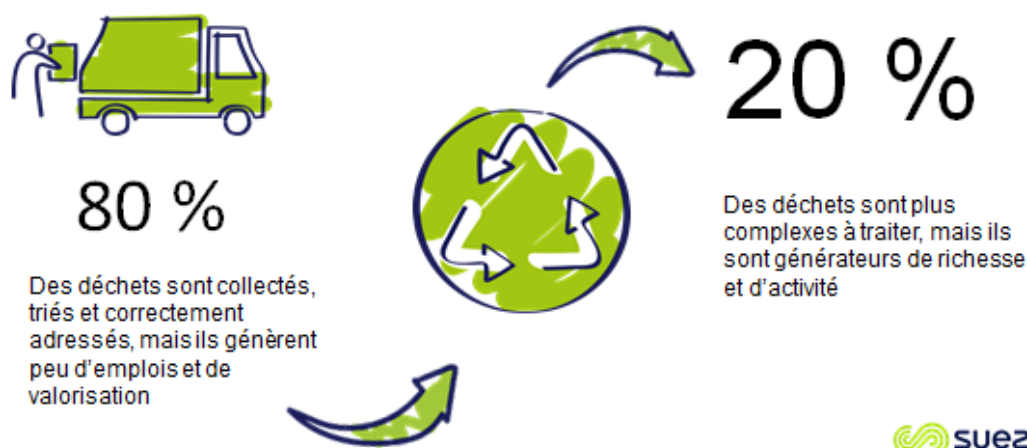 80 %
Des déchets sont collectés,
triés et correctement
adressés, mais ils génèrent
peu d'emplois et de
valorisation
20 %
Des déchets sont plus
complexes à traiter, mais ils
sont générateurs de richesse
et d'activité
suez